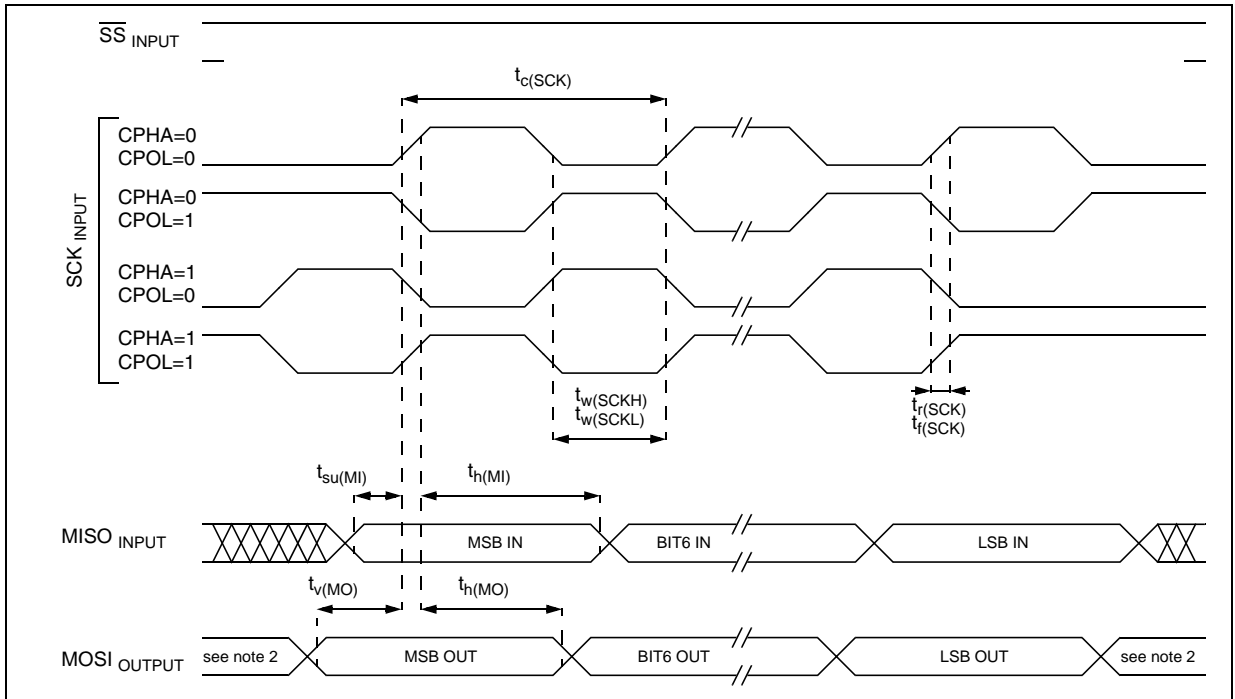 SS INPUT
tc(SCK)
SCK INPUT
CPHA=0
CPOL=0
CPHA=0
CPOL=1
CPHA=1
CPOL=0
CPHA=1
CPOL=1
tw(SCKH)
tw(SCKL)
tr(SCK)
tf(SCK)
tsu(MI)
th(MI)
MISO INPUT
MSB IN
BIT6 IN
LSB IN
tv(MO)
th(MO)
MOSI OUTPUT
see note 2
MSB OUT
BIT6 OUT
LSB OUT
see note 2